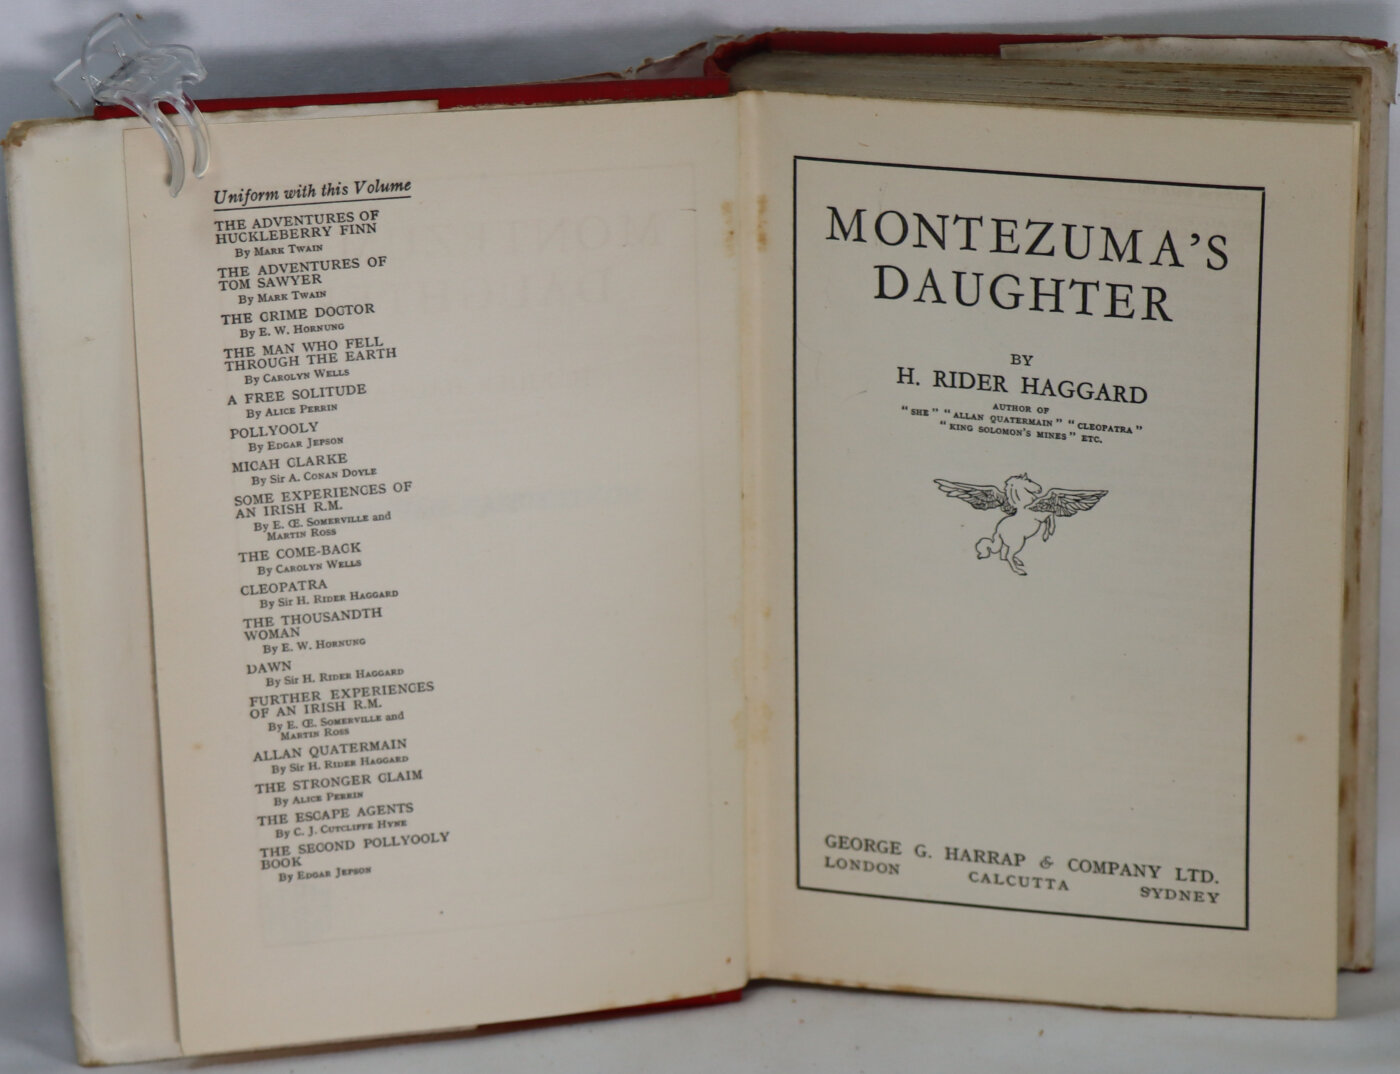 Uniform with this Volume
THE ADVENTURES OF
HUCKLEBERRY FINN
By MARK TWAIN
THE ADVENTURES OF
TOM SAWYER
By MARK TWAIN
THE CRIME DOCTOR
By E. W. HORNUNG
THE MAN WHO FELL
THROUGH THE EARTH
By CAROLYN WELLS
A FREE SOLITUDE
By ALICE PERRIN
POLLYOOLY
By EDGAR JEPSON
MICAH CLARKE
By Sir A. CONAN DOYLE
SOME EXPERIENCES OF
AN IRISH R.M.
By E. Œ. SOMERVILLE and
MARTIN ROSS
THE COME-BACK
By CAROLYN WELLS
CLEOPATRA
By Sir H. RIDER HAGGARD
THE THOUSANDTH
WOMAN
By E. W. HORNUNG
DAWN
By Sir H. RIDER HAGGARD
FURTHER EXPERIENCES
OF AN IRISH R.M.
By E. Œ. SOMERVILLE and
MARTIN ROSS
ALLAN QUATERMAIN
By Sir H. RIDER HAGGARD
THE STRONGER CLAIM
By ALICE PERRIN
THE ESCAPE AGENTS
By C. J. CUTCLIFFE HYNE
THE SECOND POLLYOOLY
BOOK
By EDGAR JEPSON
MONTEZUMA'S
DAUGHTER
BY
H. RIDER HAGGARD
AUTHOR OF
"SHE" "ALLAN QUATERMAIN" "CLEOPATRA"
"KING SOLOMON'S MINES" ETC.
GEORGE G. HARRAP & COMPANY LTD.
LONDON CALCUTTA SYDNEY